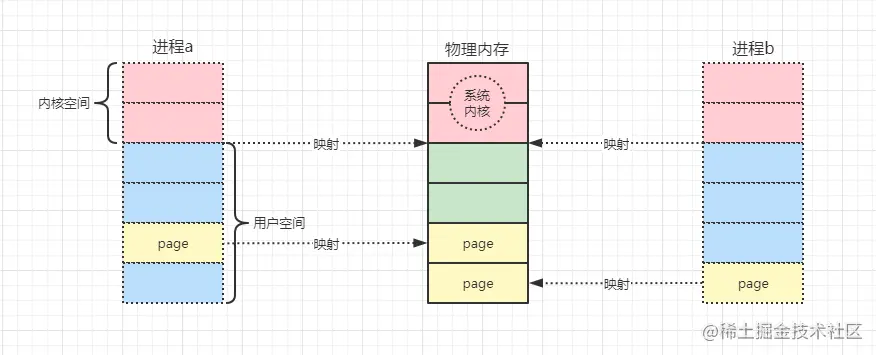 进程a
物理内存
进程b
内核空间
系统
内核
映射
映射
用户空间
page
映射
page
page
映射
page
@稀土掘金技术社区